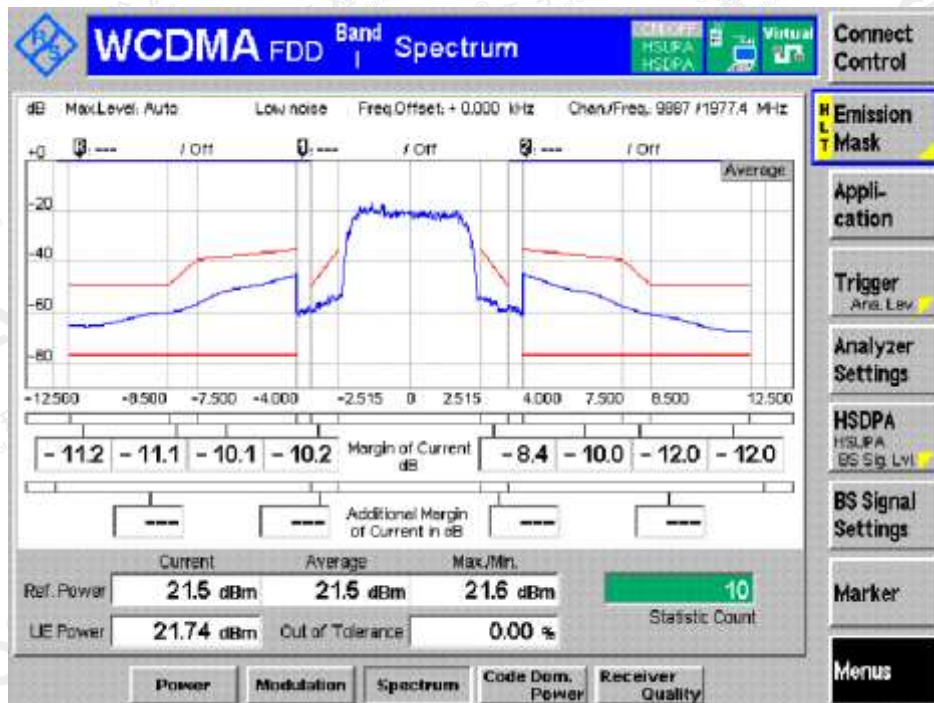 R S
WCDMA FDD Band I Spectrum
HSUPA
HSDPA
Virtual
Connect Control
dB Max.Level: Auto Low noise Freq.Offset: + 0.000 kHz Chan./Freq.: 9887 / 1977.4 MHz
H L T Emission Mask
+0 R: --- / Off 1: --- / Off 2: --- / Off
Average
Appli- cation
-20
-40
-60
-80
Trigger
Ana. Lev.
Analyzer Settings
-12.500 -8.500 -7.500 -4.000 -2.515 0 2.515 4.000 7.500 8.500 12.500
HSDPA
HSUPA
BS Sig. Lvl.
- 11.2 - 11.1 - 10.1 - 10.2 Margin of Current dB - 8.4 - 10.0 - 12.0 - 12.0
BS Signal Settings
--- --- Additional Margin of Current in dB --- ---
Current Average Max./Min.
Ref. Power 21.5 dBm 21.5 dBm 21.6 dBm 10
Statistic Count
Marker
UE Power 21.74 dBm Out of Tolerance 0.00 %
Menus
Power Modulation Spectrum Code Dom. Power Receiver Quality